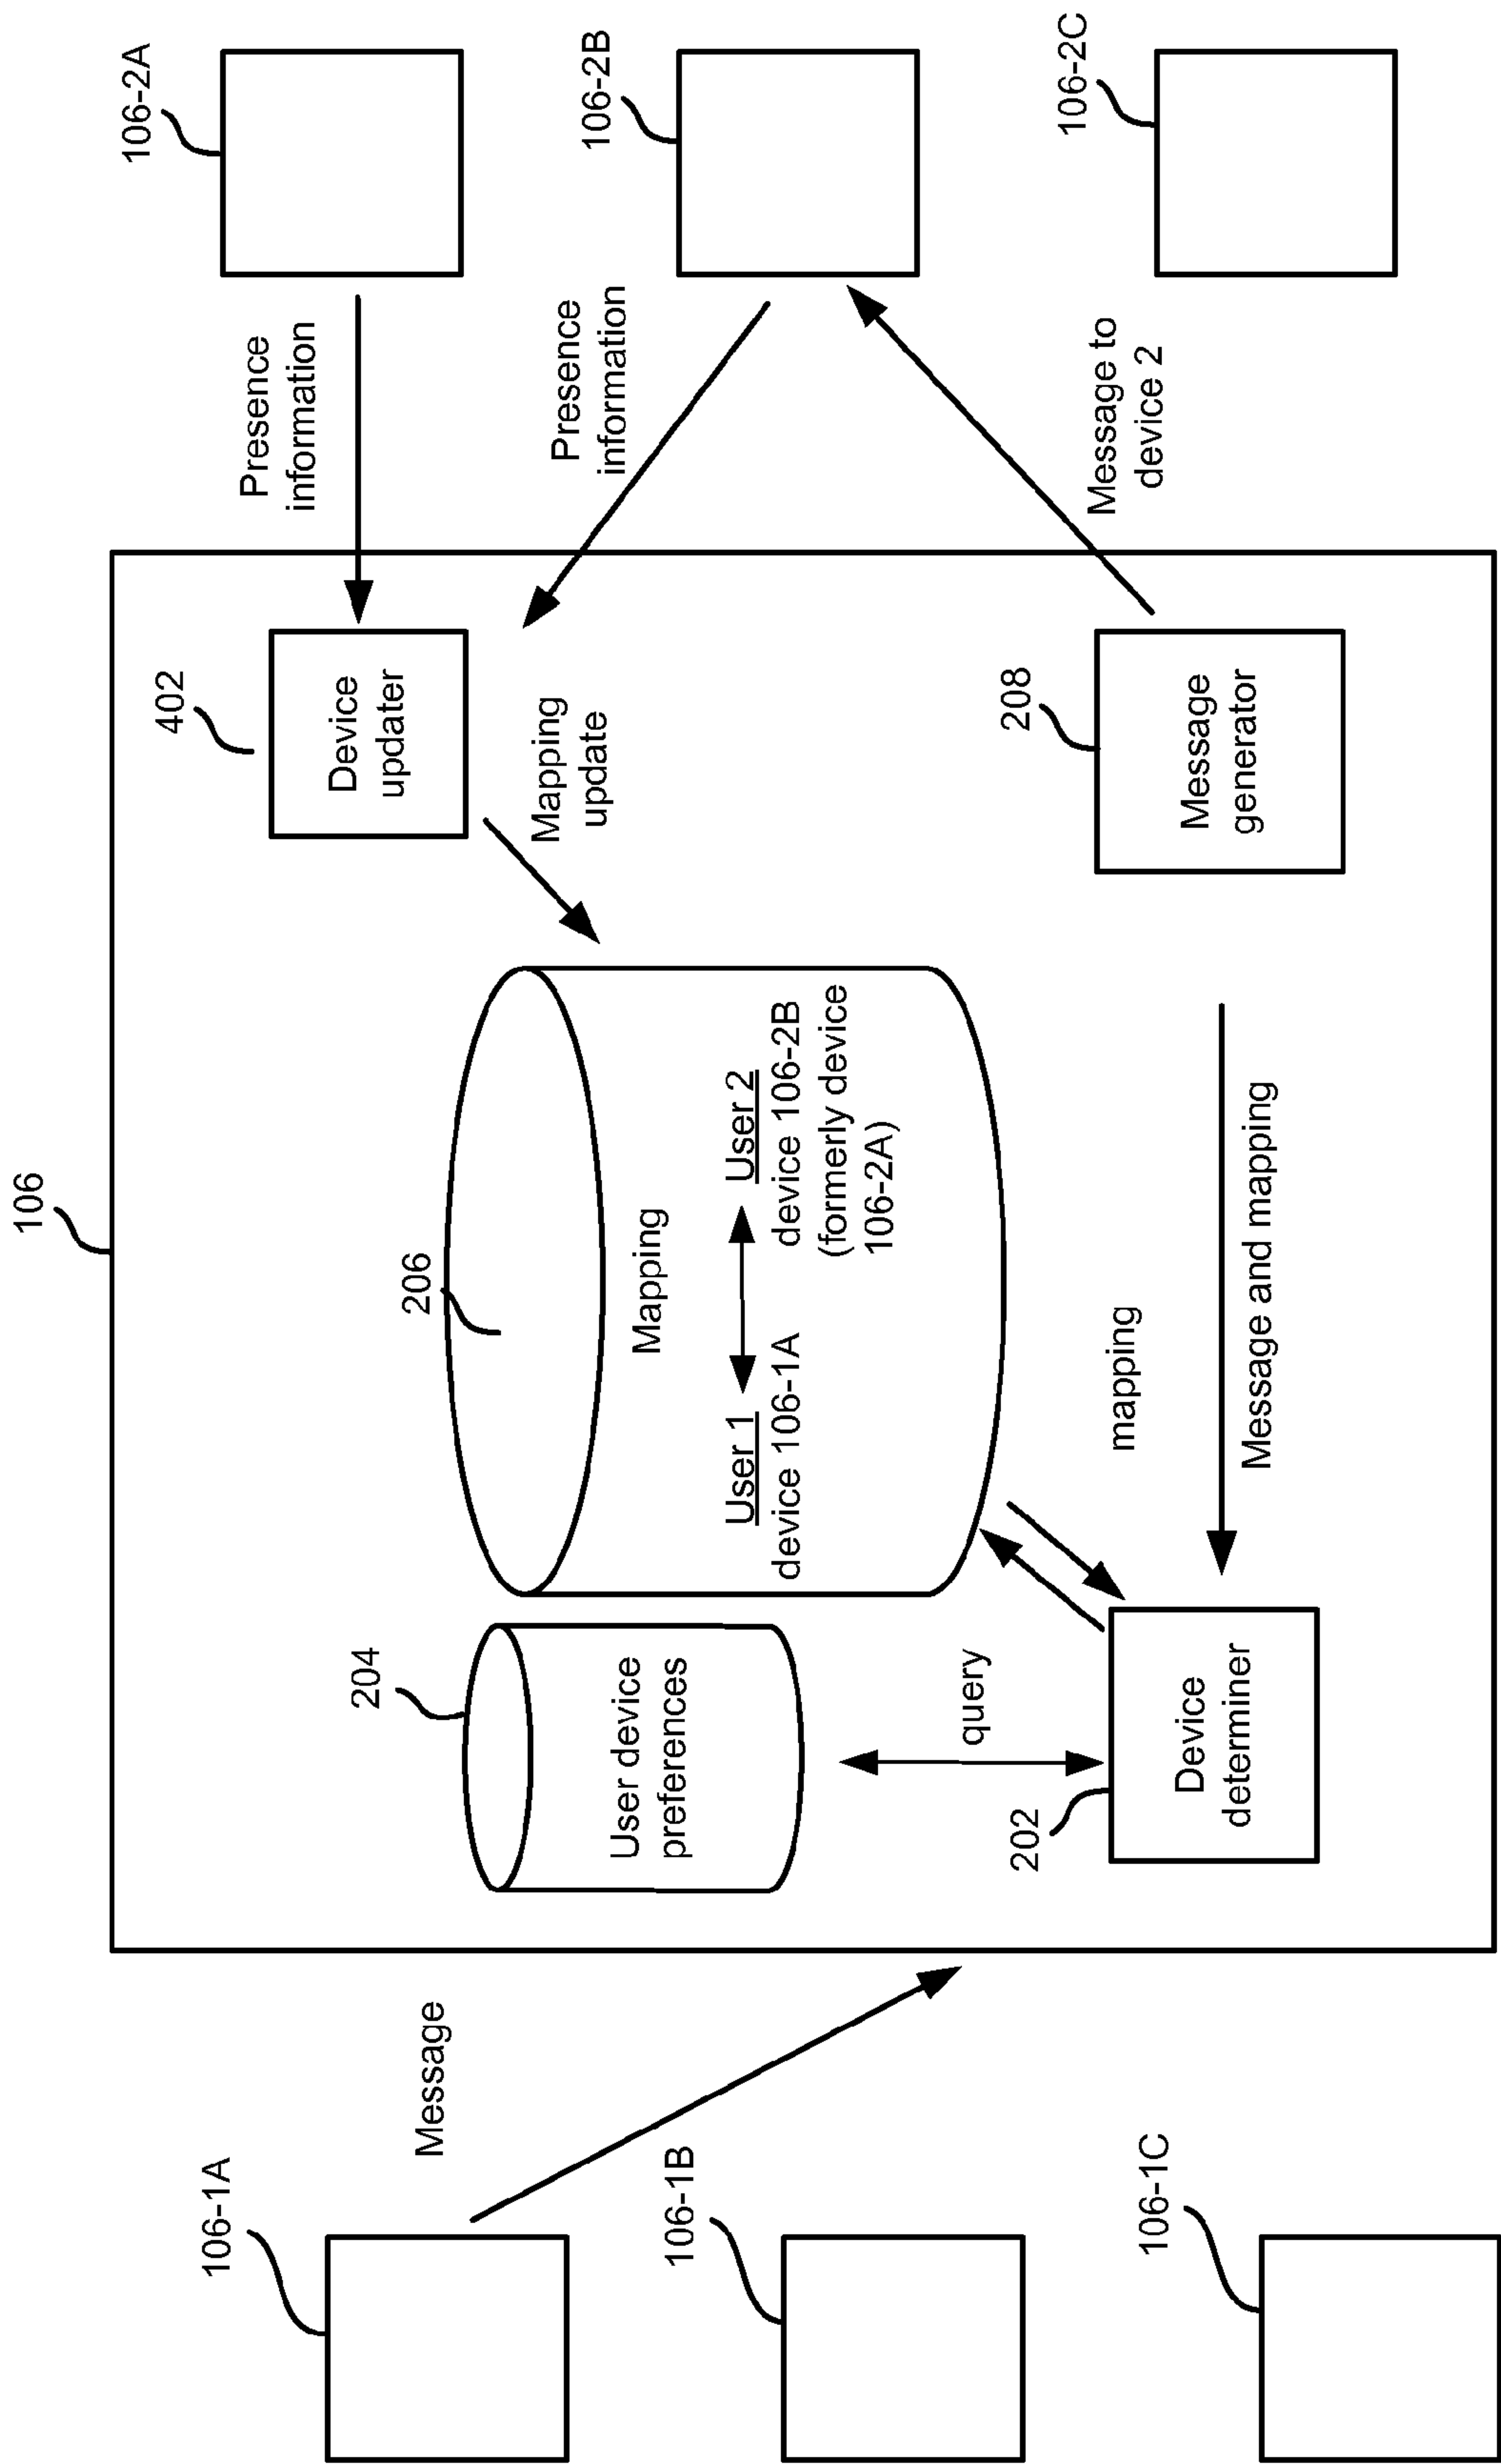 106
106-1A
106-1B
106-1C
Message
204
User device
preferences
query
202
Device
determiner
206
Mapping
User 1
device 106-1A
User 2
device 106-2B
(formerly device
106-2A)
mapping
Message and mapping
402
Device
updater
Mapping
update
208
Message
generator
Presence
information
Presence
information
Message to
device 2
106-2A
106-2B
106-2C